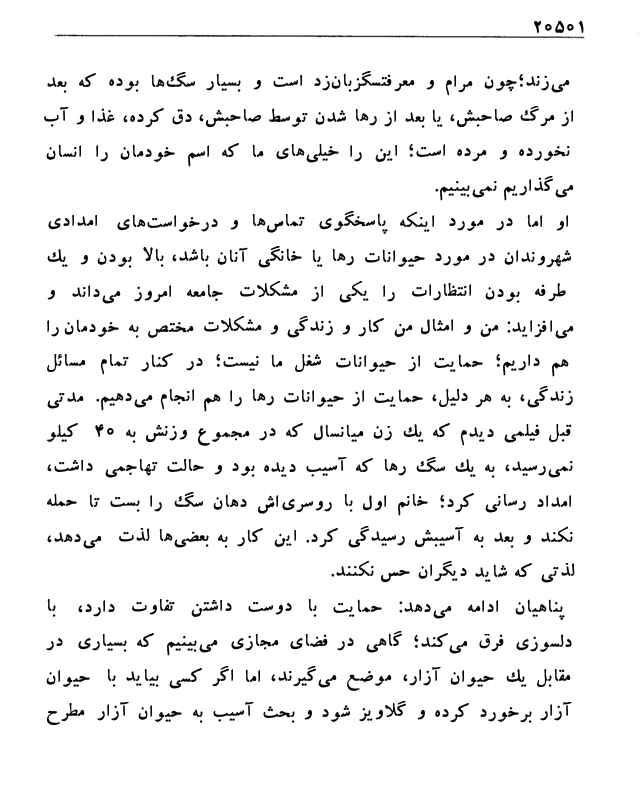 ۲۰۵۰۱
می‌زند؛چون مرام و معرفتسگزبان‌زد است و بسیار سگ‌ها بوده که بعد
از مرگ صاحبش، یا بعد از رها شدن توسط صاحبش، دق کرده، غذا و آب
نخورده و مرده است؛ این را خیلی‌های ما که اسم خودمان را انسان
می‌گذاریم نمی‌بینیم.
او اما در مورد اینکه پاسخگوی تماس‌ها و درخواست‌های امدادی
شهروندان در مورد حیوانات رها یا خانگی آنان باشد، بالا بودن و یك
طرفه بودن انتظارات را یکی از مشکلات جامعه امروز می‌داند و
می‌افزاید: من و امثال من کار و زندگی و مشکلات مختص به خودمان را
هم داریم؛ حمایت از حیوانات شغل ما نیست؛ در کنار تمام مسائل
زندگی، به هر دلیل، حمایت از حیوانات رها را هم انجام می‌دهیم. مدتی
قبل فیلمی دیدم که یك زن میانسال که در مجموع وزنش به ۴۰ کیلو
نمی‌رسید، به یك سگ رها که آسیب دیده بود و حالت تهاجمی داشت،
امداد رسانی کرد؛ خانم اول با روسری‌اش دهان سگ را بست تا حمله
نکند و بعد به آسیبش رسیدگی کرد. این کار به بعضی‌ها لذت می‌دهد،
لذتی که شاید دیگران حس نکنند.
پناهیان ادامه می‌دهد: حمایت با دوست داشتن تفاوت دارد، با
دلسوزی فرق می‌کند؛ گاهی در فضای مجازی می‌بینیم که بسیاری در
مقابل یك حیوان آزار، موضع می‌گیرند، اما اگر کسی بیاید با حیوان
آزار برخورد کرده و گلاویز شود و بحث آسیب به حیوان آزار مطرح